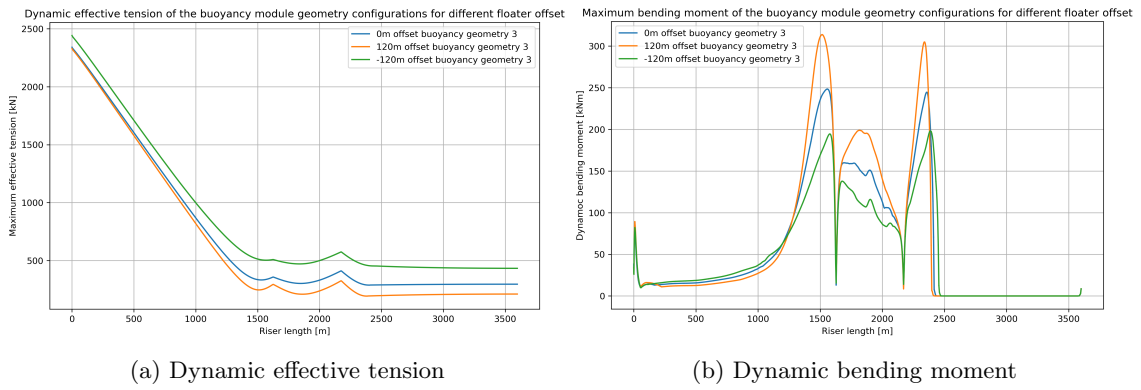 Dynamic effective tension of the buoyancy module geometry configurations for different floater offset
2500
2000
1500
1000
500
Maximum effective tension [kN]
0m offset buoyancy geometry 3
120m offset buoyancy geometry 3
-120m offset buoyancy geometry 3
0 500 1000 1500 2000 2500 3000 3500
Riser length [m]
(a) Dynamic effective tension
Maximum bending moment of the buoyancy module geometry configurations for different floater offset
300
250
200
150
100
50
0
Dynamoc bending moment [kNm]
0m offset buoyancy geometry 3
120m offset buoyancy geometry 3
-120m offset buoyancy geometry 3
0 500 1000 1500 2000 2500 3000 3500
Riser length [m]
(b) Dynamic bending moment